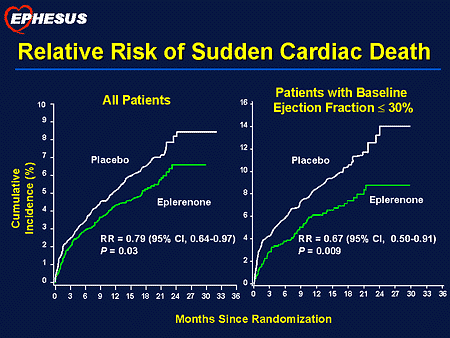 EPHESUS
Relative Risk of Sudden Cardiac Death
All Patients
Patients with Baseline
Ejection Fraction ≤ 30%
Cumulative
Incidence (%)
10
9
8
7
6
5
4
3
2
1
0
Placebo
Eplerenone
RR = 0.79 (95% CI, 0.64-0.97)
P = 0.03
0 3 6 9 12 15 18 21 24 27 30 33 36
16
14
12
10
8
6
4
2
0
Placebo
Eplerenone
RR = 0.67 (95% CI, 0.50-0.91)
P = 0.009
0 3 6 9 12 15 18 21 24 27 30 33 36
Months Since Randomization